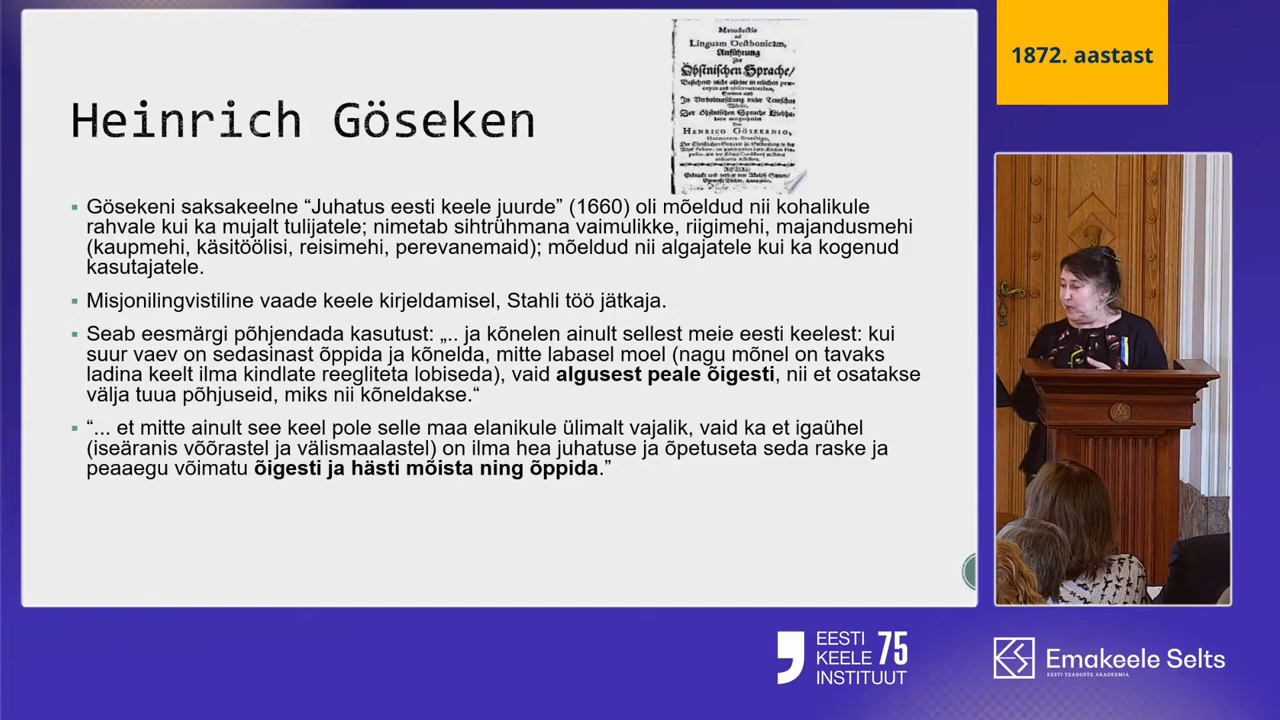 1872. aastast
Manuductio
ad
Linguam Oesthonicam,
Anführung
Zur
Öhstnischen Sprache/
HENRICO GÖSEKENIO,
Heinrich Göseken
Gösekeni saksakeelne “Juhatus eesti keele juurde” (1660) oli mõeldud nii kohalikule
rahvale kui ka mujalt tulijatele; nimetab sihtrühmana vaimulikke, riigimehi, majandusmehi
(kaupmehi, käsitöölisi, reisimehi, perevanemaid); mõeldud nii algajatele kui ka kogenud
kasutajatele.
Misjonilingvistiline vaade keele kirjeldamisel, Stahli töö jätkaja.
Seab eesmärgi põhjendada kasutust: „.. ja kõnelen ainult sellest meie eesti keelest: kui
suur vaev on sedasinast õppida ja kõnelda, mitte labasel moel (nagu mõnel on tavaks
ladina keelt ilma kindlate reegliteta lobiseda), vaid algusest peale õigesti, nii et osatakse
välja tuua põhjuseid, miks nii kõneldakse.“
“... et mitte ainult see keel pole selle maa elanikule ülimalt vajalik, vaid ka et igaühel
(iseäranis võõrastel ja välismaalastel) on ilma hea juhatuse ja õpetuseta seda raske ja
peaaegu võimatu õigesti ja hästi mõista ning õppida.”
EESTI
KEELE 75
INSTITUUT
Emakeele Selts
EESTI TEADUSTE AKADEEMIA